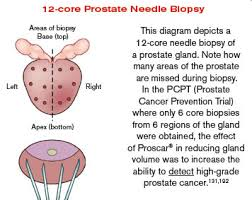 12-core Prostate Needle Biopsy
Areas of biopsy
Base (top)
Left
Right
Apex (bottom)
This diagram depicts a
12-core needle biopsy of
a prostate gland. Note how
many areas of the prostate
are missed during biopsy.
In the PCPT (Prostate
Cancer Prevention Trial)
where only 6 core biopsies
from 6 regions of the gland
were obtained, the effect
of Proscar® in reducing gland
volume was to increase the
ability to detect high-grade
prostate cancer.131,192